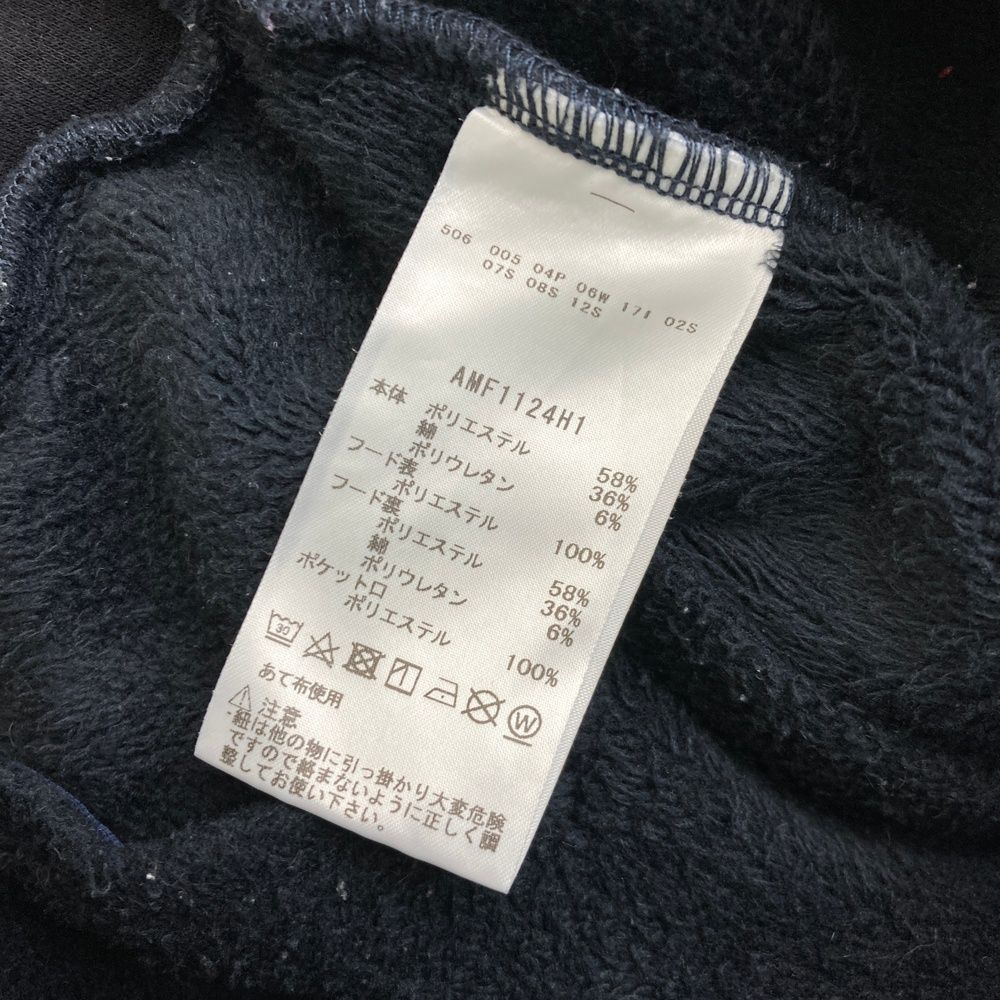 506 005 04P 06W 17I 02S
07S 08S 12S
AMF1124H1
本体 ポリエステル 58%
綿 36%
ポリウレタン 6%
フード表
ポリエステル 100%
フード裏
ポリエステル 58%
綿 36%
ポリウレタン 6%
ポケット口
ポリエステル 100%
30 W
あて布使用
注意
紐は他の物に引っ掛かり大変危険
ですので絡まないように正しく調
整してお使い下さい。